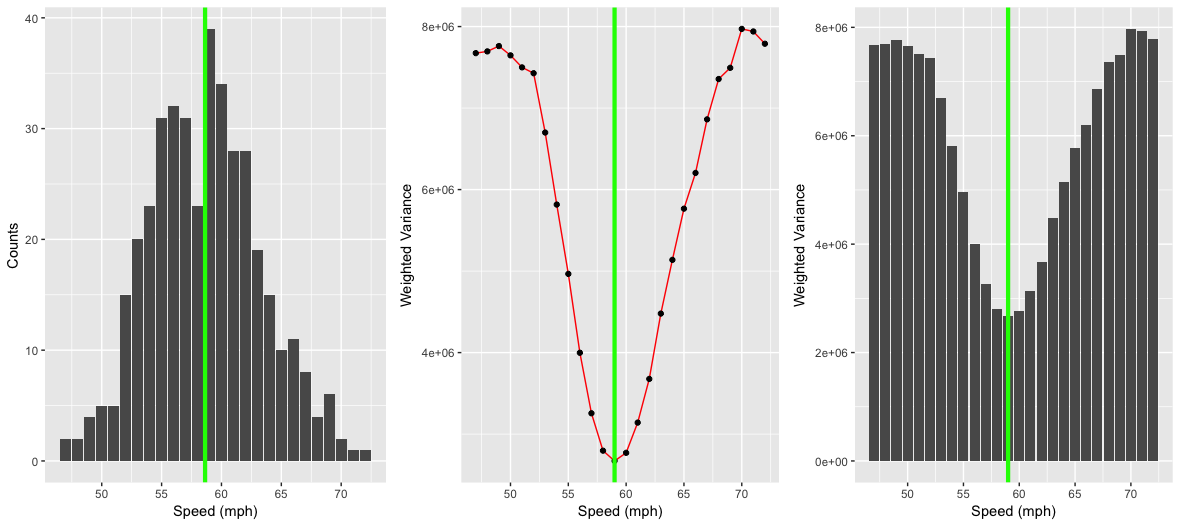 Counts
40
30
20
10
0
50 55 60 65 70
Speed (mph)
Weighted Variance
8e+06
6e+06
4e+06
50 55 60 65 70
Speed (mph)
Weighted Variance
8e+06
6e+06
4e+06
2e+06
0e+00
50 55 60 65 70
Speed (mph)